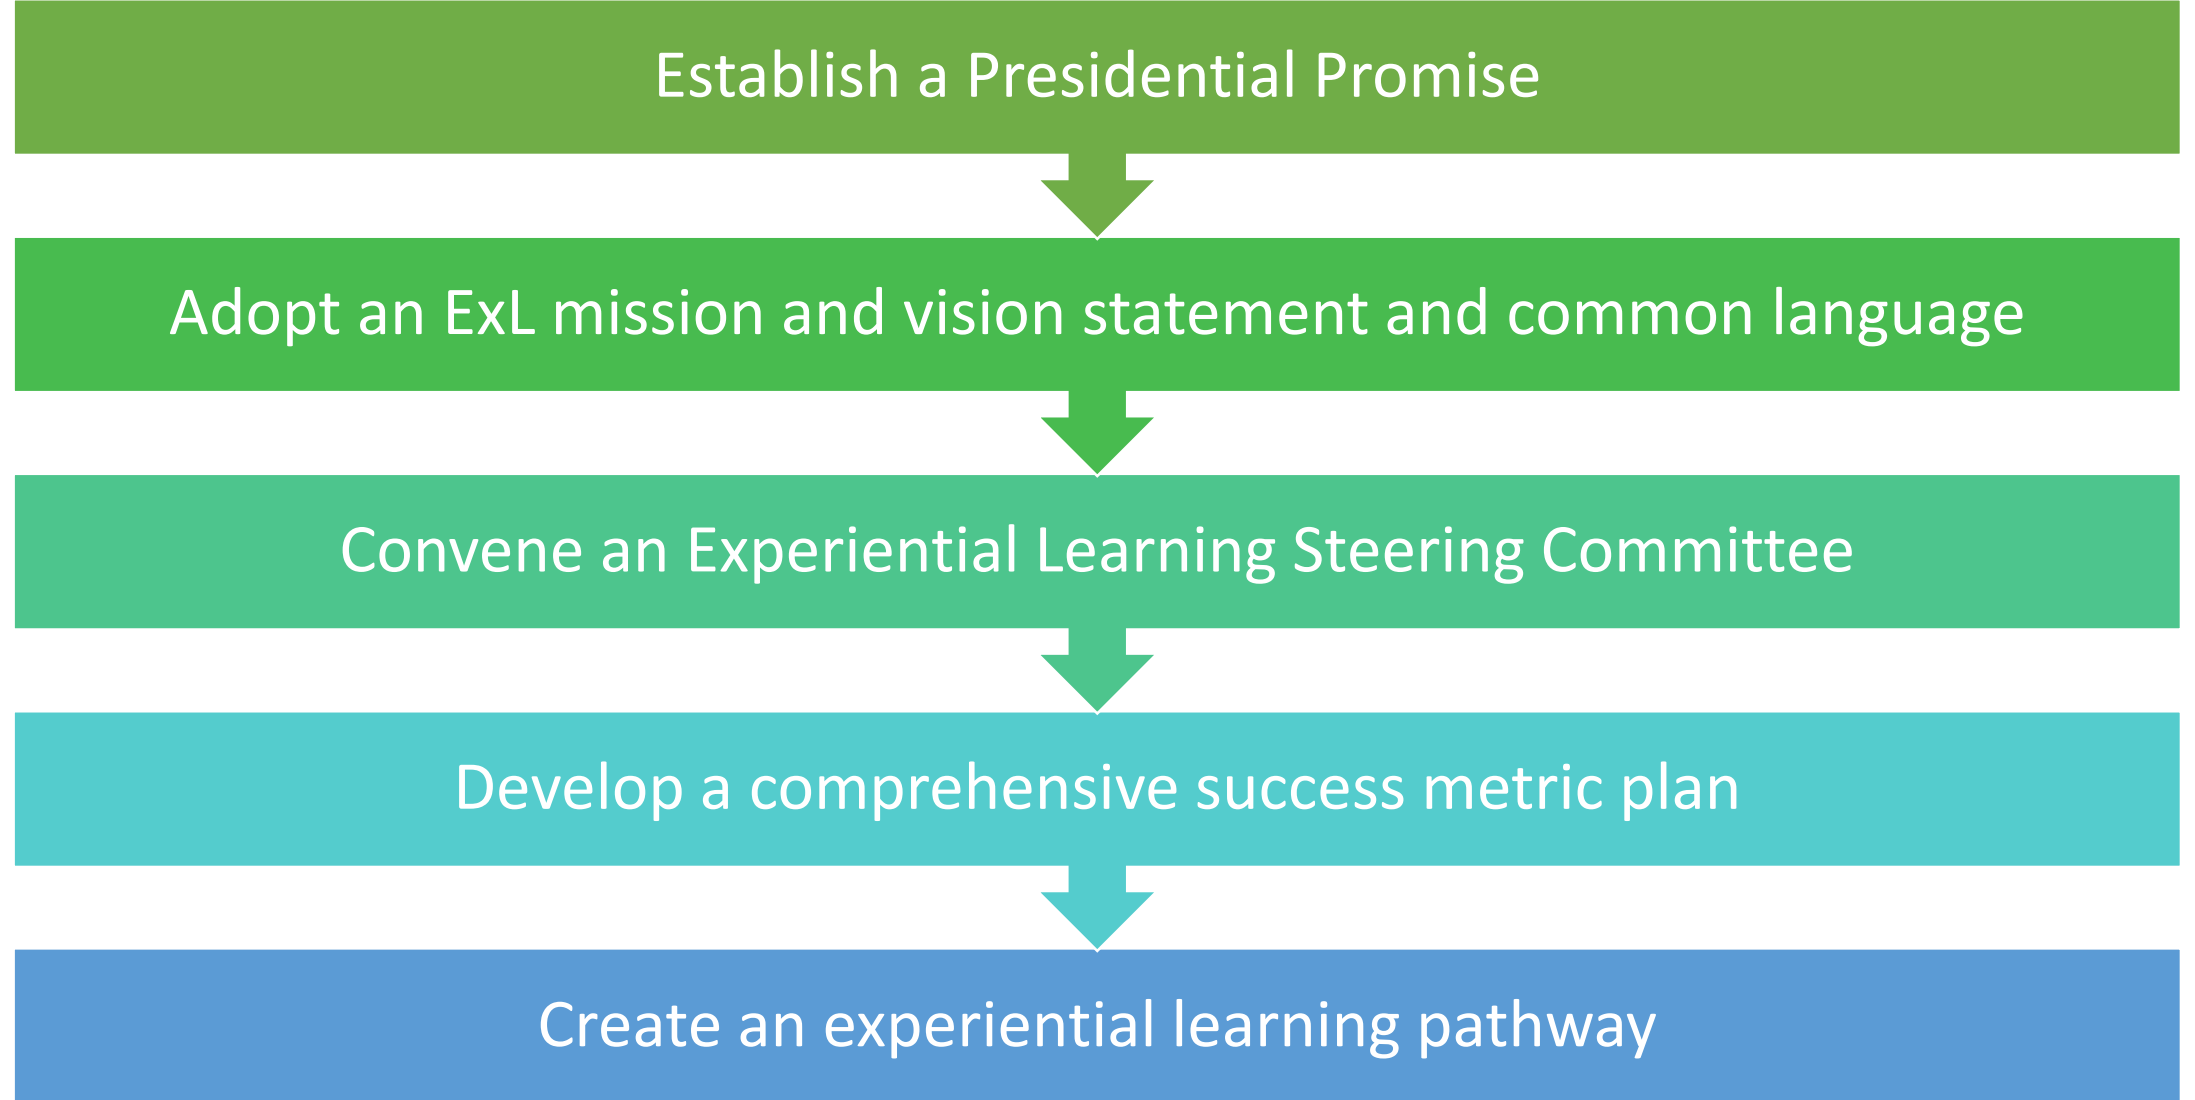 Establish a Presidential Promise
Adopt an ExL mission and vision statement and common language
Convene an Experiential Learning Steering Committee
Develop a comprehensive success metric plan
Create an experiential learning pathway